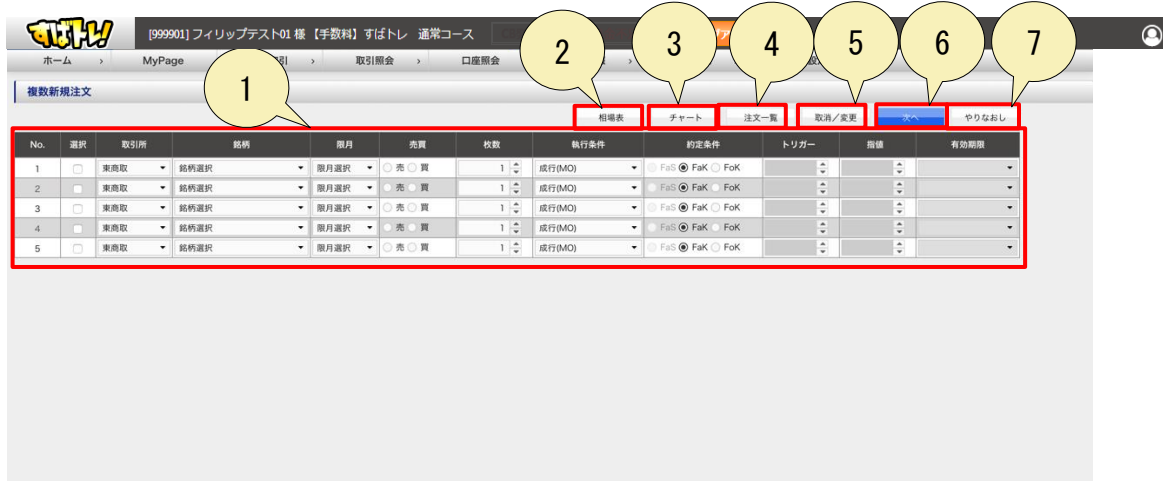 すばトレ!
[999901] フィリップテスト01 様 【手数料】 すばトレ 通常コース
ホーム > MyPage > 取引照会 > 口座照会 >
複数新規注文
1 2 3 4 5 6 7
相場表 チャート 注文一覧 取消/変更 次へ やりなおし
No. 選択 取引所 銘柄 限月 売買 枚数 執行条件 約定条件 トリガー 指値 有効期限
1 東商取 銘柄選択 限月選択 売 買 1 成行(MO) FaS FaK FoK
2 東商取 銘柄選択 限月選択 売 買 1 成行(MO) FaS FaK FoK
3 東商取 銘柄選択 限月選択 売 買 1 成行(MO) FaS FaK FoK
4 東商取 銘柄選択 限月選択 売 買 1 成行(MO) FaS FaK FoK
5 東商取 銘柄選択 限月選択 売 買 1 成行(MO) FaS FaK FoK